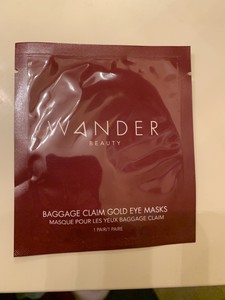 WANDER
BEAUTY
BAGGAGE CLAIM GOLD EYE MASKS
MASQUE POUR LES YEUX BAGGAGE CLAIM
1 PAIR/1 PAIRE